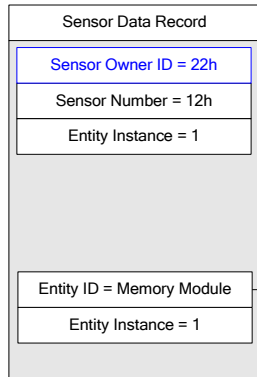 Sensor Data Record
Sensor Owner ID = 22h
Sensor Number = 12h
Entity Instance = 1
Entity ID = Memory Module
Entity Instance = 1